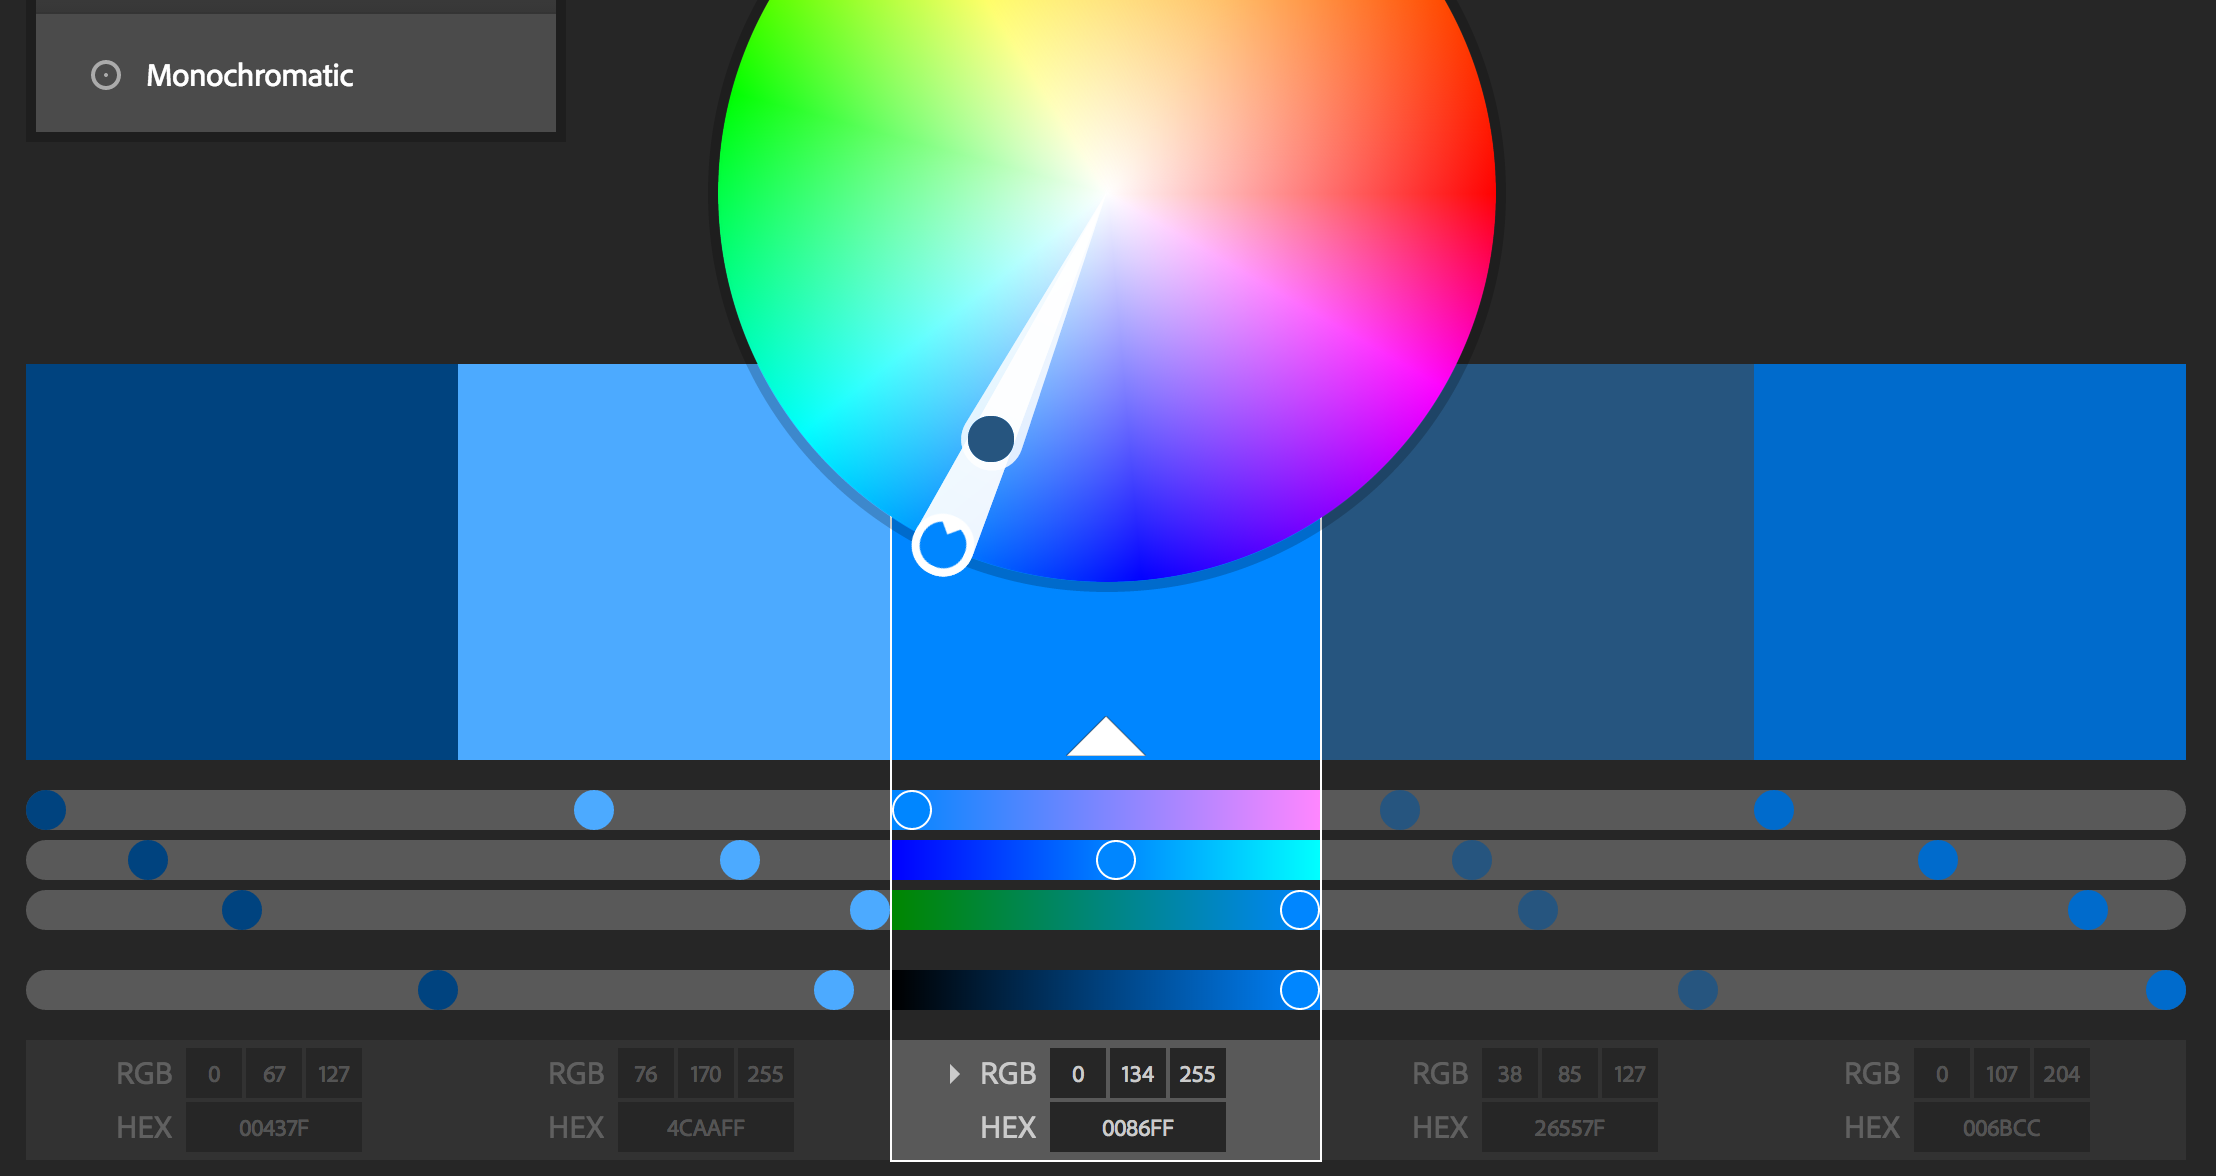 Monochromatic
RGB 0 67 127
HEX 00437F
RGB 76 170 255
HEX 4CAAFF
RGB 0 134 255
HEX 0086FF
RGB 38 85 127
HEX 26557F
RGB 0 107 204
HEX 006BCC